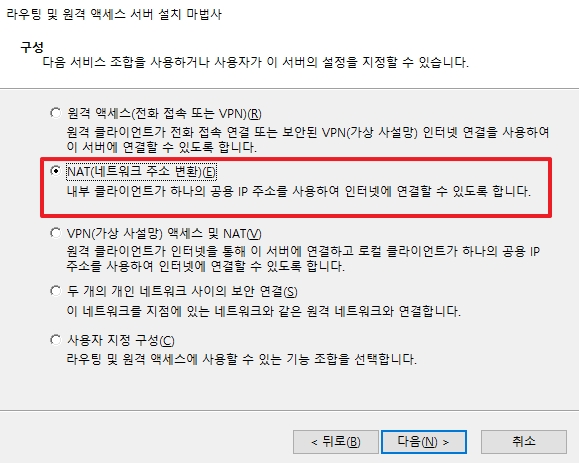 라우팅 및 원격 액세스 서버 설치 마법사
구성
다음 서비스 조합을 사용하거나 사용자가 이 서버의 설정을 지정할 수 있습니다.
원격 액세스(전화 접속 또는 VPN)(R)
원격 클라이언트가 전화 접속 연결 또는 보안된 VPN(가상 사설망) 인터넷 연결을 사용하여
이 서버에 연결할 수 있도록 합니다.
NAT(네트워크 주소 변환)(E)
내부 클라이언트가 하나의 공용 IP 주소를 사용하여 인터넷에 연결할 수 있도록 합니다.
VPN(가상 사설망) 액세스 및 NAT(V)
원격 클라이언트가 인터넷을 통해 이 서버에 연결하고 로컬 클라이언트가 하나의 공용 IP
주소를 사용하여 인터넷에 연결할 수 있도록 합니다.
두 개의 개인 네트워크 사이의 보안 연결(S)
이 네트워크를 지점에 있는 네트워크와 같은 원격 네트워크와 연결합니다.
사용자 지정 구성(C)
라우팅 및 원격 액세스에 사용할 수 있는 기능 조합을 선택합니다.
< 뒤로(B)
다음(N) >
취소